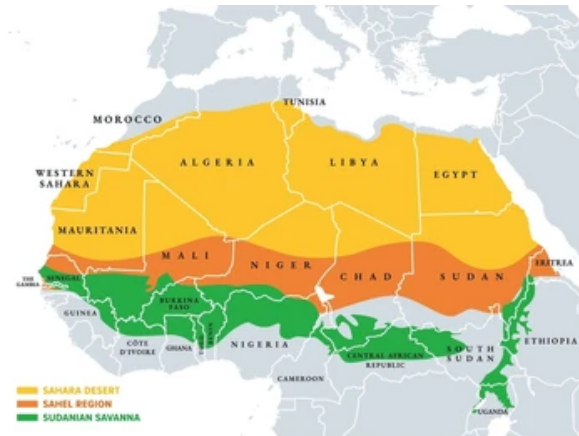 TUNISIA
MOROCCO
ALGERIA
LIBYA
EGYPT
WESTERN
SAHARA
MAURITANIA
MALI
NIGER
CHAD
SUDAN
ERITREA
THE
GAMBIA
SENEGAL
BURKINA
FASO
GUINEA
CÔTE
D'IVOIRE
GHANA
NIGERIA
CENTRAL AFRICAN
REPUBLIC
SOUTH
SUDAN
ETHIOPIA
CAMEROON
UGANDA
SAHARA DESERT
SAHEL REGION
SUDANIAN SAVANNA